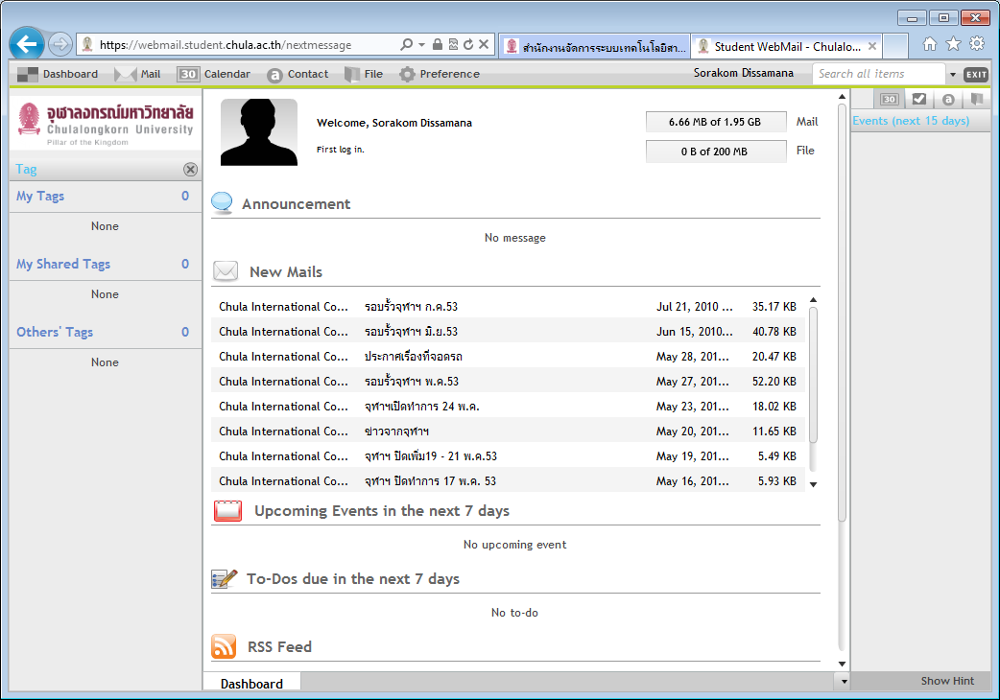 https://webmail.student.chula.ac.th/nextmessage
สำนักงานจัดการระบบเทคโนโลยีสา...
Student WebMail - Chulalo...
Dashboard Mail 30 Calendar Contact File Preference
Sorakom Dissamana Search all items EXIT
จุฬาลงกรณ์มหาวิทยาลัย
Chulalongkorn University
Pillar of the Kingdom
Tag
My Tags 0
None
My Shared Tags 0
None
Others' Tags 0
None
Welcome, Sorakom Dissamana
First log in.
6.66 MB of 1.95 GB Mail
0 B of 200 MB File
Announcement
No message
New Mails
Chula International Co... รอบรั้วจุฬาฯ ก.ค.53 Jul 21, 2010 ... 35.17 KB
Chula International Co... รอบรั้วจุฬาฯ มิ.ย.53 Jun 15, 2010... 40.78 KB
Chula International Co... ประกาศเรื่องที่จอดรถ May 28, 201... 20.47 KB
Chula International Co... รอบรั้วจุฬาฯ พ.ค.53 May 27, 201... 52.20 KB
Chula International Co... จุฬาฯเปิดทำการ 24 พ.ค. May 23, 201... 18.02 KB
Chula International Co... ข่าวจากจุฬาฯ May 20, 201... 11.65 KB
Chula International Co... จุฬาฯ ปิดเพิ่ม19 - 21 พ.ค.53 May 19, 201... 5.49 KB
Chula International Co... จุฬาฯ ปิดทำการ 17 พ.ค. 53 May 16, 201... 5.93 KB
Upcoming Events in the next 7 days
No upcoming event
To-Dos due in the next 7 days
No to-do
RSS Feed
Dashboard
30
Events (next 15 days)
Show Hint